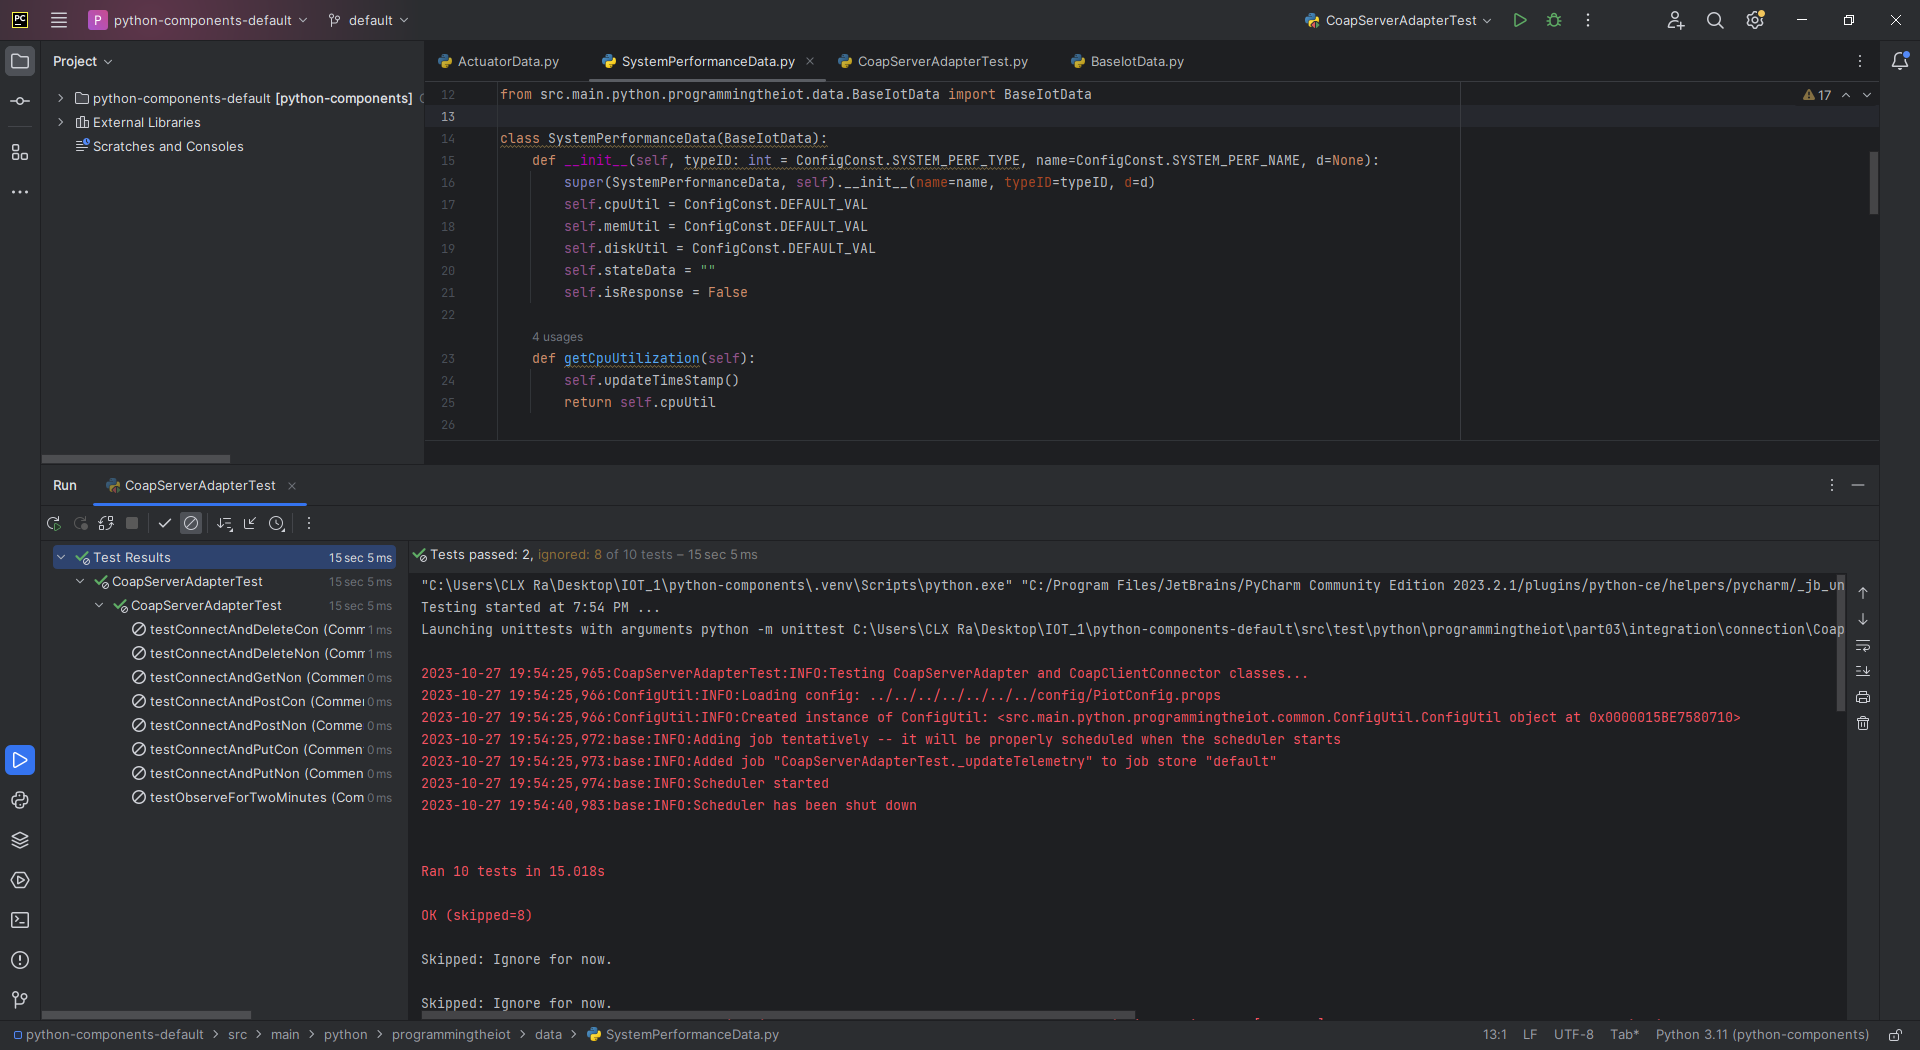 PC P python-components-default default CoapServerAdapterTest
Project
python-components-default [python-components]
External Libraries
Scratches and Consoles
ActuatorData.py SystemPerformanceData.py CoapServerAdapterTest.py BaseIotData.py
17
12 from src.main.python.programmingtheiot.data.BaseIotData import BaseIotData
13
14 class SystemPerformanceData(BaseIotData):
15 def __init__(self, typeID: int = ConfigConst.SYSTEM_PERF_TYPE, name=ConfigConst.SYSTEM_PERF_NAME, d=None):
16 super(SystemPerformanceData, self).__init__(name=name, typeID=typeID, d=d)
17 self.cpuUtil = ConfigConst.DEFAULT_VAL
18 self.memUtil = ConfigConst.DEFAULT_VAL
19 self.diskUtil = ConfigConst.DEFAULT_VAL
20 self.stateData = ""
21 self.isResponse = False
22
4 usages
23 def getCpuUtilization(self):
24 self.updateTimeStamp()
25 return self.cpuUtil
26
Run CoapServerAdapterTest
Test Results 15 sec 5 ms
CoapServerAdapterTest 15 sec 5 ms
CoapServerAdapterTest 15 sec 5 ms
testConnectAndDeleteCon (Comm 1 ms
testConnectAndDeleteNon (Comm 1 ms
testConnectAndGetNon (Commen 0 ms
testConnectAndPostCon (Commer 0 ms
testConnectAndPostNon (Comme 0 ms
testConnectAndPutCon (Commen 0 ms
testConnectAndPutNon (Commen 0 ms
testObserveForTwoMinutes (Com 0 ms
Tests passed: 2, ignored: 8 of 10 tests – 15 sec 5 ms
"C:\Users\CLX Ra\Desktop\IOT_1\python-components\.venv\Scripts\python.exe" "C:/Program Files/JetBrains/PyCharm Community Edition 2023.2.1/plugins/python-ce/helpers/pycharm/_jb_un
Testing started at 7:54 PM ...
Launching unittests with arguments python -m unittest C:\Users\CLX Ra\Desktop\IOT_1\python-components-default\src\test\python\programmingtheiot\part03\integration\connection\Coap
2023-10-27 19:54:25,965:CoapServerAdapterTest:INFO:Testing CoapServerAdapter and CoapClientConnector classes...
2023-10-27 19:54:25,966:ConfigUtil:INFO:Loading config: ../../../../../../../config/PiotConfig.props
2023-10-27 19:54:25,966:ConfigUtil:INFO:Created instance of ConfigUtil: <src.main.python.programmingtheiot.common.ConfigUtil.ConfigUtil object at 0x0000015BE7580710>
2023-10-27 19:54:25,972:base:INFO:Adding job tentatively -- it will be properly scheduled when the scheduler starts
2023-10-27 19:54:25,973:base:INFO:Added job "CoapServerAdapterTest._updateTelemetry" to job store "default"
2023-10-27 19:54:25,974:base:INFO:Scheduler started
2023-10-27 19:54:40,983:base:INFO:Scheduler has been shut down
Ran 10 tests in 15.018s
OK (skipped=8)
Skipped: Ignore for now.
Skipped: Ignore for now.
python-components-default > src > main > python > programmingtheiot > data > SystemPerformanceData.py
13:1 LF UTF-8 Tab* Python 3.11 (python-components)